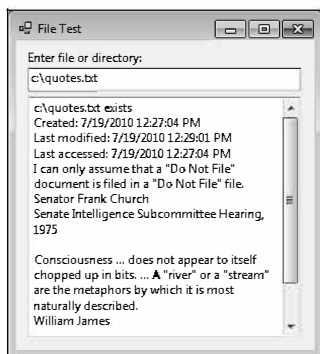 File Test
Enter file or directory:
c:\quotes.txt
c:\quotes.txt exists
Created: 7/19/2010 12:27:04 PM
Last modified: 7/19/2010 12:29:01 PM
Last accessed: 7/19/2010 12:27:04 PM
I can only assume that a "Do Not File"
document is filed in a "Do Not File" file.
Senator Frank Church
Senate Intelligence Subcommittee Hearing,
1975
Consciousness ... does not appear to itself
chopped up in bits. ... A "river" or a "stream"
are the metaphors by which it is most
naturally described.
William James